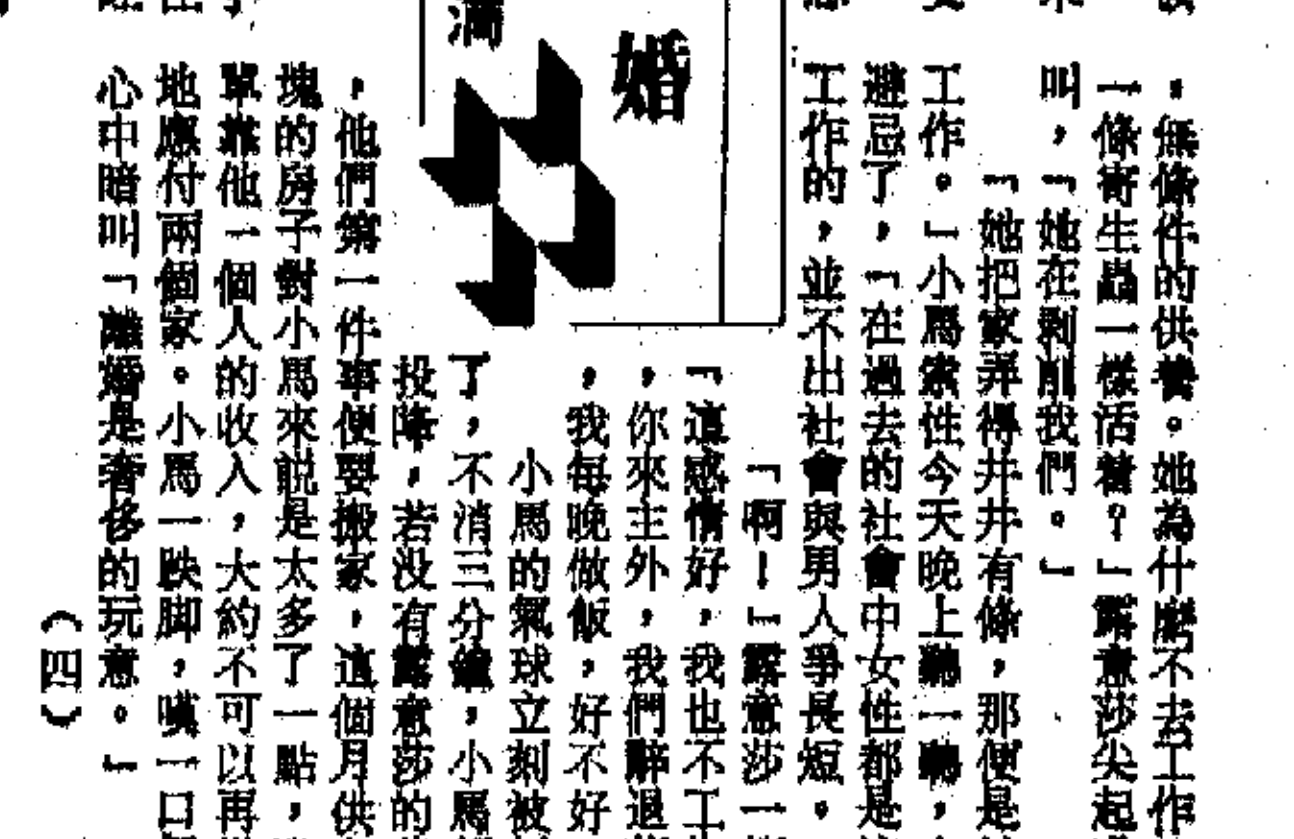 。無條件的供養。她為什麽不去工作
一條寄生蟲一樣活着?」露意莎尖起
叫,「她在剝削我們。」
「她把家弄得井井有條,那便是
工作。」小馬索性今天晚上聽一聽,
避忌了,「在過去的社會中女性都是
工作的,並不出社會與男人爭長短。
「啊!」露意莎一
「這感情好,我也不工
,你來主外,我們辭退
,我每晚做飯,好不好
小馬的氣球立刻被
了,不消三分鐘,小馬
投降,若没有露意莎的
婚
滿
,他們第一件事便要搬家,這個月供
塊的房子對小馬來説是太多了一點,
單靠他一個人的收入,大約不可以再
地應付兩個家。小馬一跌脚,嘆一口
心中暗叫「離婚是奢侈的玩意。」
(四)